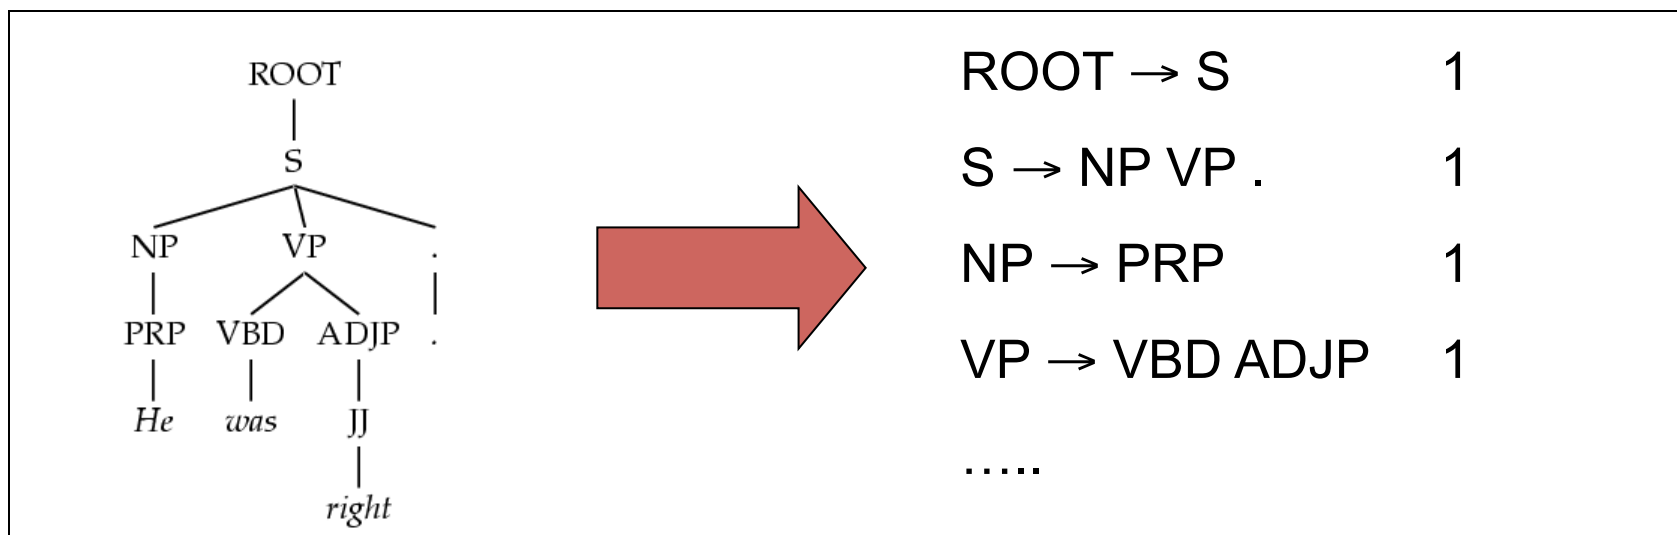 ROOT
S
NP VP .
PRP VBD ADJP .
He was JJ
right
ROOT → S 1
S → NP VP . 1
NP → PRP 1
VP → VBD ADJP 1
…..